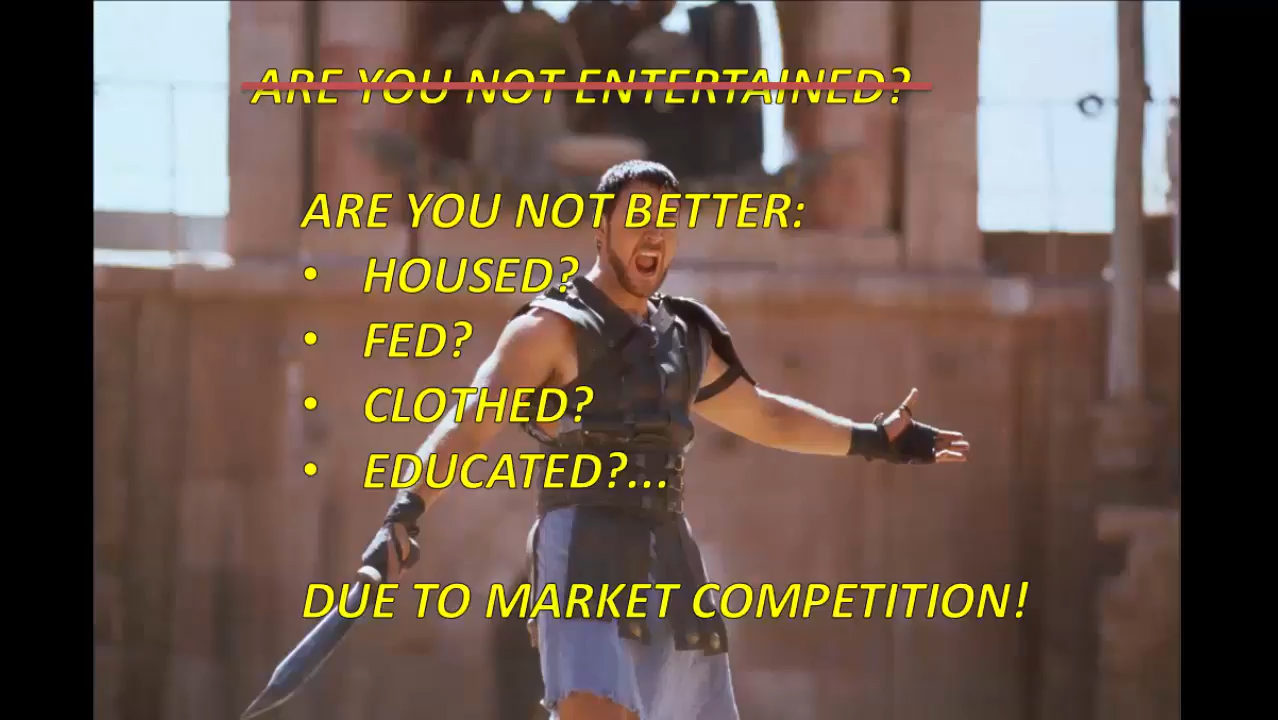 ARE YOU NOT ENTERTAINED?
ARE YOU NOT BETTER:
• HOUSED?
• FED?
• CLOTHED?
• EDUCATED?...
DUE TO MARKET COMPETITION!